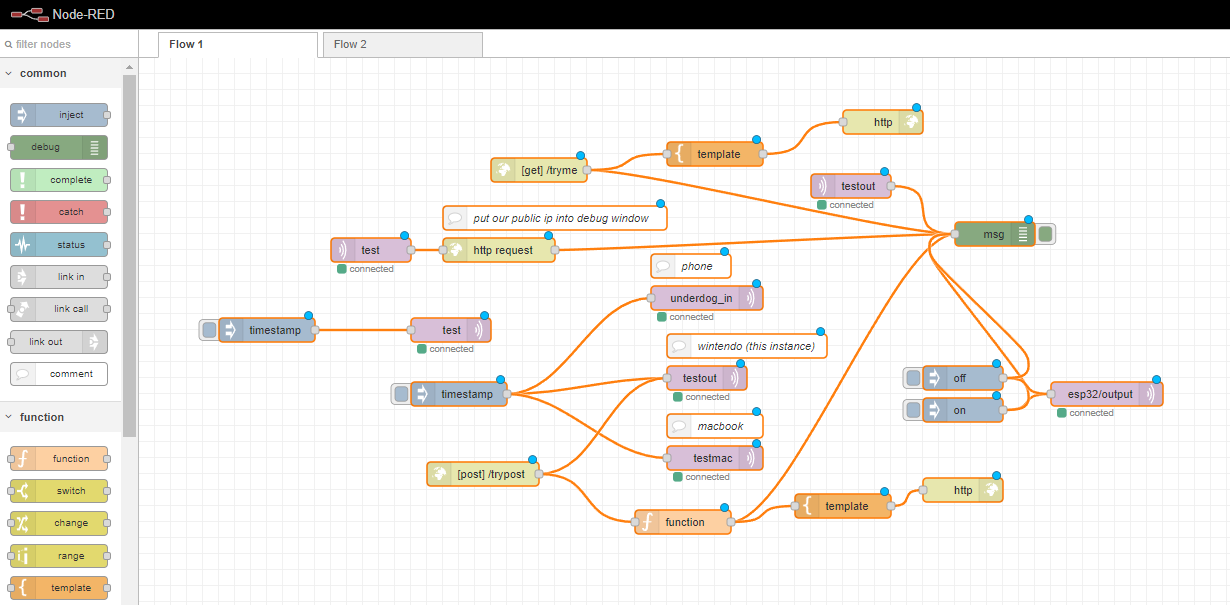 Node-RED
filter nodes
Flow 1
Flow 2
common
inject
debug
complete
catch
status
link in
link call
link out
comment
function
function
switch
change
range
template
http
template
[get] /tryme
testout
connected
put our public ip into debug window
msg
test
connected
http request
phone
underdog_in
connected
timestamp
test
connected
wintendo (this instance)
timestamp
testout
connected
off
on
esp32/output
connected
macbook
testmac
connected
[post] /trypost
function
template
http